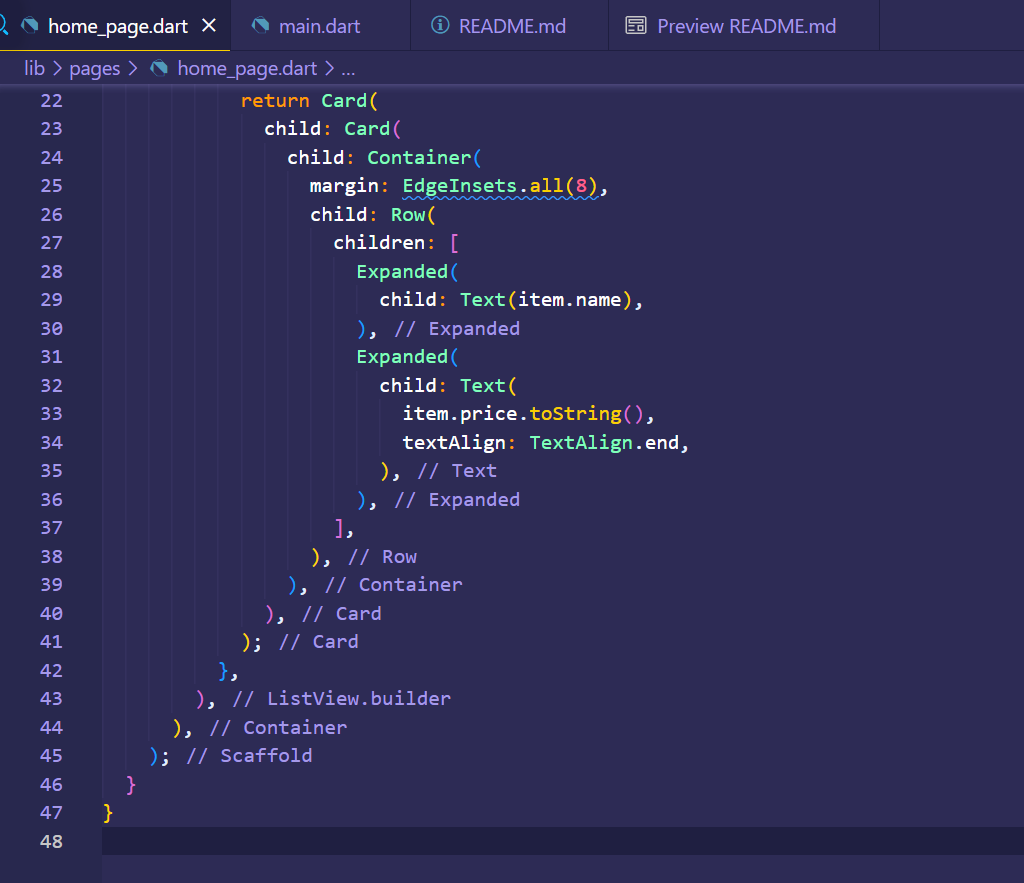 home_page.dart × main.dart README.md Preview README.md
lib > pages > home_page.dart > ...
22 return Card(
23 child: Card(
24 child: Container(
25 margin: EdgeInsets.all(8),
26 child: Row(
27 children: [
28 Expanded(
29 child: Text(item.name),
30 ), // Expanded
31 Expanded(
32 child: Text(
33 item.price.toString(),
34 textAlign: TextAlign.end,
35 ), // Text
36 ), // Expanded
37 ],
38 ), // Row
39 ), // Container
40 ), // Card
41 ); // Card
42 },
43 ), // ListView.builder
44 ), // Container
45 ); // Scaffold
46 }
47 }
48